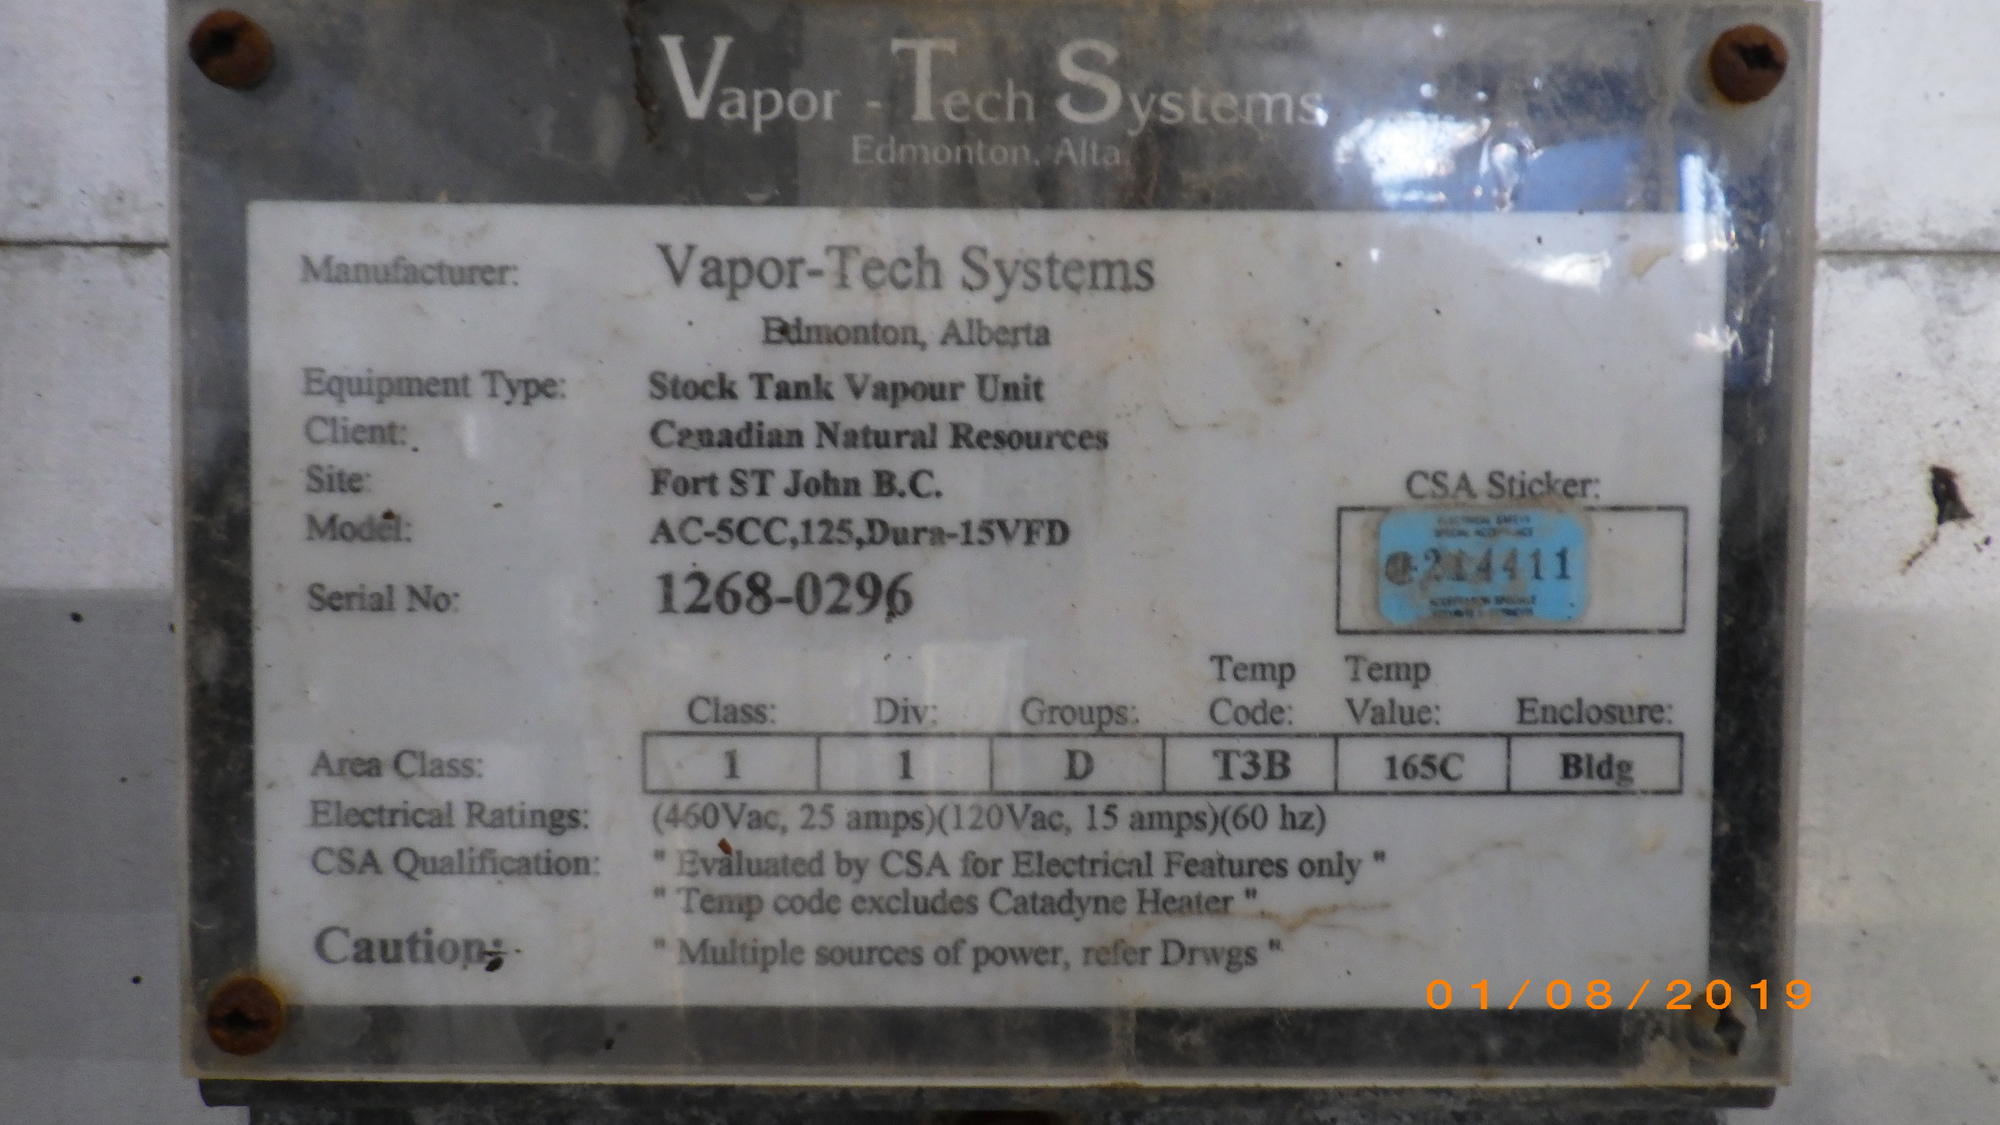 Vapor - Tech Systems
Edmonton, Alta.
Manufacturer: Vapor-Tech Systems
Edmonton, Alberta
Equipment Type: Stock Tank Vapour Unit
Client: Canadian Natural Resources
Site: Fort ST John B.C.
CSA Sticker:
Model: AC-5CC,125,Dura-15VFD
ELECTRICAL SAFETY
SPECIAL ACCEPTANCE
214411
Serial No: 1268-0296
Temp Temp
Class: Div: Groups: Code: Value: Enclosure:
Area Class: 1 1 D T3B 165C Bldg
Electrical Ratings: (460Vac, 25 amps)(120Vac, 15 amps)(60 hz)
CSA Qualification: " Evaluated by CSA for Electrical Features only "
" Temp code excludes Catadyne Heater "
Caution: " Multiple sources of power, refer Drwgs "
01/08/2019